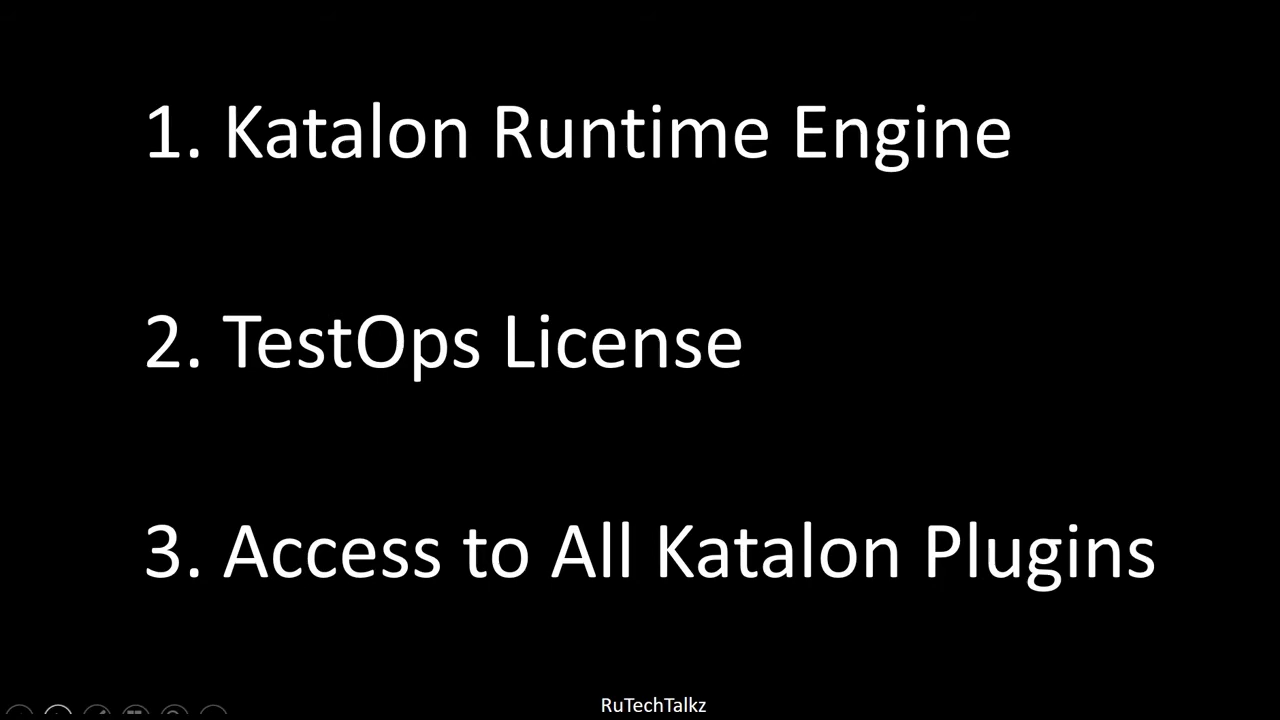 1. Katalon Runtime Engine
2. TestOps License
3. Access to All Katalon Plugins
RuTechTalkz